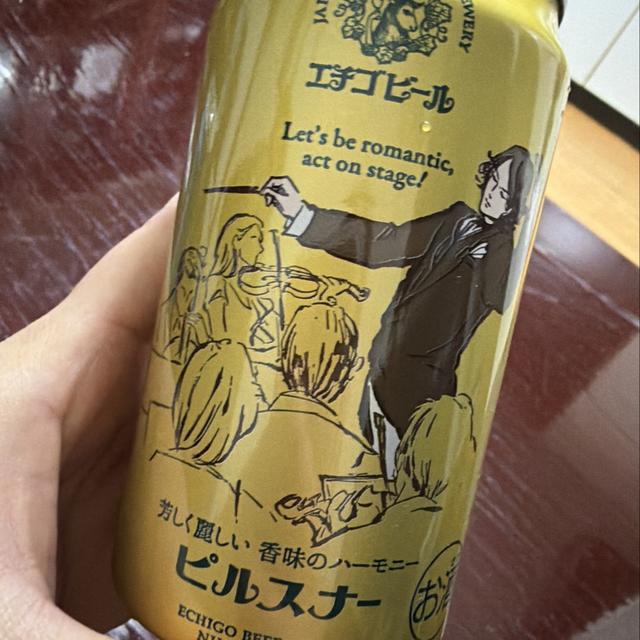 エチゴビール
Let's be romantic,
act on stage!
芳しく麗しい 香味のハーモニー
ピルスナー
ECHIGO BEER